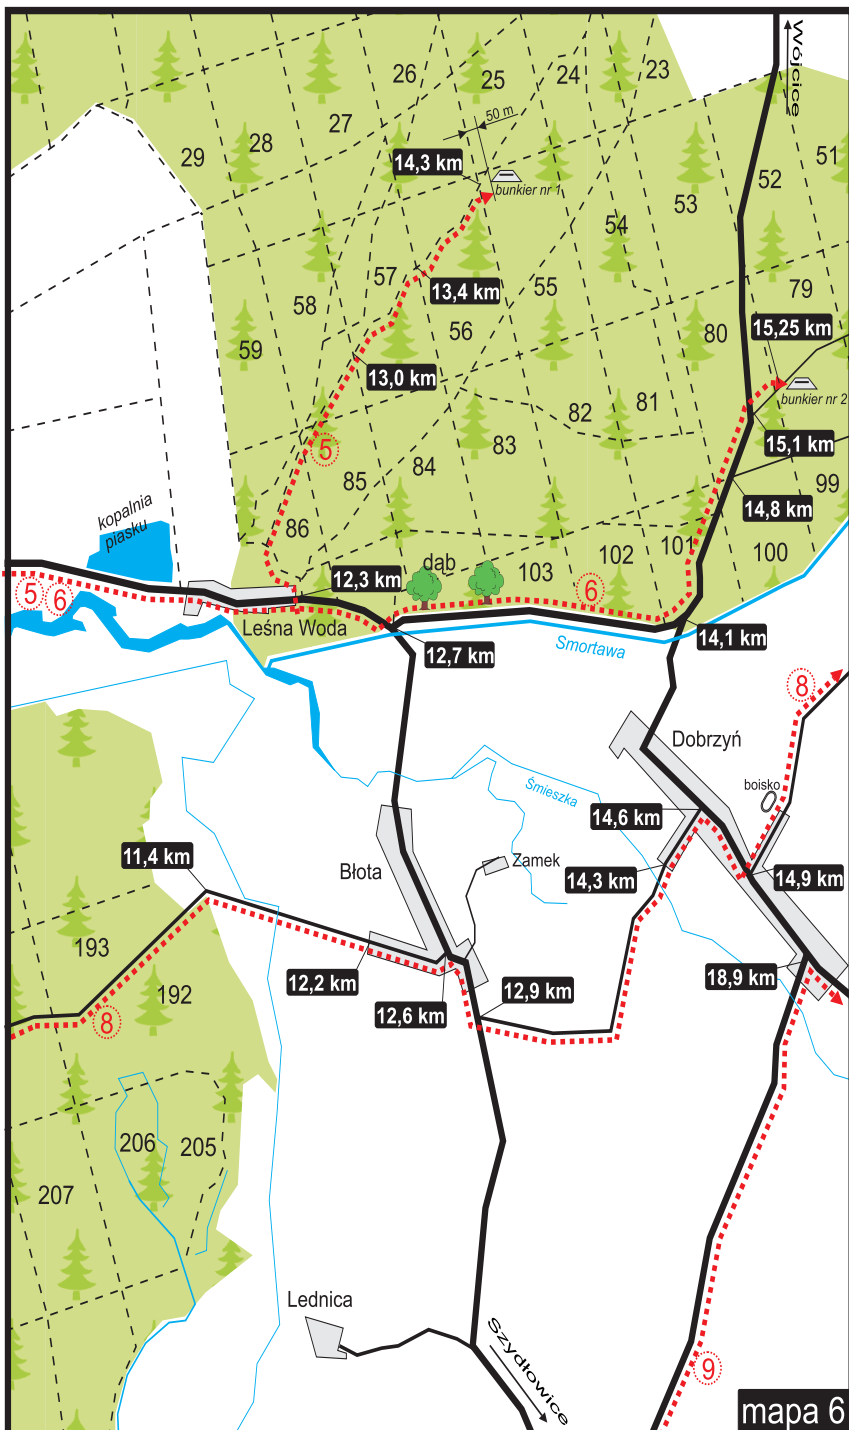 Wójcice
26
25
24
23
27
50 m
29
28
14,3 km
51
52
bunkier nr 1
53
54
57
13,4 km
55
79
58
56
15,25 km
59
80
13,0 km
bunkier nr 2
82
81
15,1 km
5
83
84
85
99
kopalnia
piasku
14,8 km
86
101
102
100
dąb
103
12,3 km
5
6
6
Leśna Woda
14,1 km
12,7 km
Smortawa
8
Dobrzyń
boisko
Śmieszka
14,6 km
11,4 km
Błota
Zamek
14,3 km
14,9 km
193
12,2 km
12,9 km
18,9 km
192
12,6 km
8
206
205
207
Lednica
Szydłowice
9
mapa 6